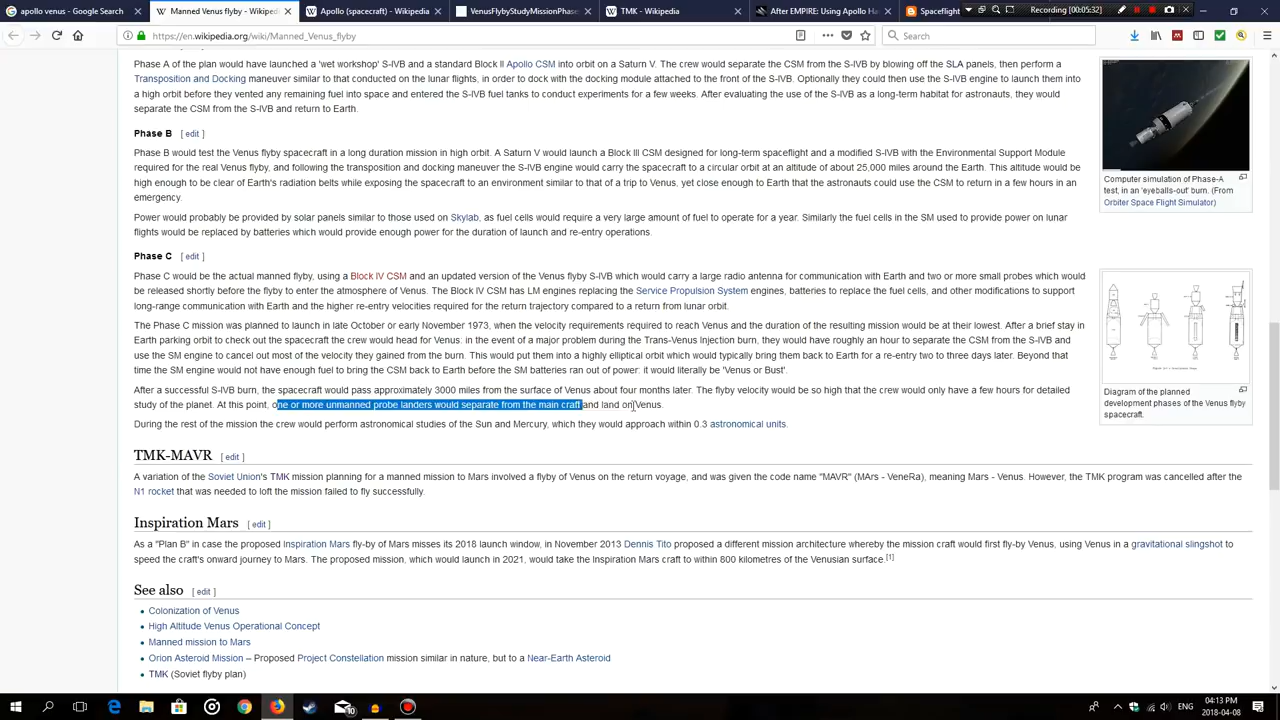 apollo venus - Google Search
Manned Venus flyby - Wikiped
Apollo (spacecraft) - Wikipedia
VenusFlybyStudyMissionPhase
TMK - Wikipedia
After EMPIRE: Using Apollo Ha
Spaceflight
Recording [00:05:32]
https://en.wikipedia.org/wiki/Manned_Venus_flyby
Search
Phase A of the plan would have launched a 'wet workshop' S-IVB and a standard Block II Apollo CSM into orbit on a Saturn V. The crew would separate the CSM from the S-IVB by blowing off the SLA panels, then perform a
Transposition and Docking maneuver similar to that conducted on the lunar flights, in order to dock with the docking module attached to the front of the S-IVB. Optionally they could then use the S-IVB engine to launch them into
a high orbit before they vented any remaining fuel into space and entered the S-IVB fuel tanks to conduct experiments for a few weeks. After evaluating the use of the S-IVB as a long-term habitat for astronauts, they would
separate the CSM from the S-IVB and return to Earth.
Phase B [ edit ]
Phase B would test the Venus flyby spacecraft in a long duration mission in high orbit. A Saturn V would launch a Block III CSM designed for long-term spaceflight and a modified S-IVB with the Environmental Support Module
required for the real Venus flyby, and following the transposition and docking maneuver the S-IVB engine would carry the spacecraft to a circular orbit at an altitude of about 25,000 miles around the Earth. This altitude would be
high enough to be clear of Earth's radiation belts while exposing the spacecraft to an environment similar to that of a trip to Venus, yet close enough to Earth that the astronauts could use the CSM to return in a few hours in an
emergency.
Power would probably be provided by solar panels similar to those used on Skylab, as fuel cells would require a very large amount of fuel to operate for a year. Similarly the fuel cells in the SM used to provide power on lunar
flights would be replaced by batteries which would provide enough power for the duration of launch and re-entry operations.
Phase C [ edit ]
Phase C would be the actual manned flyby, using a Block IV CSM and an updated version of the Venus flyby S-IVB which would carry a large radio antenna for communication with Earth and two or more small probes which would
be released shortly before the flyby to enter the atmosphere of Venus. The Block IV CSM has LM engines replacing the Service Propulsion System engines, batteries to replace the fuel cells, and other modifications to support
long-range communication with Earth and the higher re-entry velocities required for the return trajectory compared to a return from lunar orbit.
The Phase C mission was planned to launch in late October or early November 1973, when the velocity requirements required to reach Venus and the duration of the resulting mission would be at their lowest. After a brief stay in
Earth parking orbit to check out the spacecraft the crew would head for Venus: in the event of a major problem during the Trans-Venus Injection burn, they would have roughly an hour to separate the CSM from the S-IVB and
use the SM engine to cancel out most of the velocity they gained from the burn. This would put them into a highly elliptical orbit which would typically bring them back to Earth for a re-entry two to three days later. Beyond that
time the SM engine would not have enough fuel to bring the CSM back to Earth before the SM batteries ran out of power: it would literally be 'Venus or Bust'.
After a successful S-IVB burn, the spacecraft would pass approximately 3000 miles from the surface of Venus about four months later. The flyby velocity would be so high that the crew would only have a few hours for detailed
study of the planet. At this point, one or more unmanned probe landers would separate from the main craft and land on Venus.
During the rest of the mission the crew would perform astronomical studies of the Sun and Mercury, which they would approach within 0.3 astronomical units.
Computer simulation of Phase-A
test, in an 'eyeballs-out' burn. (From
Orbiter Space Flight Simulator)
Diagram of the planned
development phases of the Venus flyby
spacecraft.
TMK-MAVR [ edit ]
A variation of the Soviet Union's TMK mission planning for a manned mission to Mars involved a flyby of Venus on the return voyage, and was given the code name "MAVR" (MArs - VeneRa), meaning Mars - Venus. However, the TMK program was cancelled after the
N1 rocket that was needed to loft the mission failed to fly successfully.
Inspiration Mars [ edit ]
As a "Plan B" in case the proposed Inspiration Mars fly-by of Mars misses its 2018 launch window, in November 2013 Dennis Tito proposed a different mission architecture whereby the mission craft would first fly-by Venus, using Venus in a gravitational slingshot to
speed the craft's onward journey to Mars. The proposed mission, which would launch in 2021, would take the Inspiration Mars craft to within 800 kilometres of the Venusian surface.[1]
See also [ edit ]
Colonization of Venus
High Altitude Venus Operational Concept
Manned mission to Mars
Orion Asteroid Mission – Proposed Project Constellation mission similar in nature, but to a Near-Earth Asteroid
TMK (Soviet flyby plan)
ENG
04:13 PM
2018-04-08